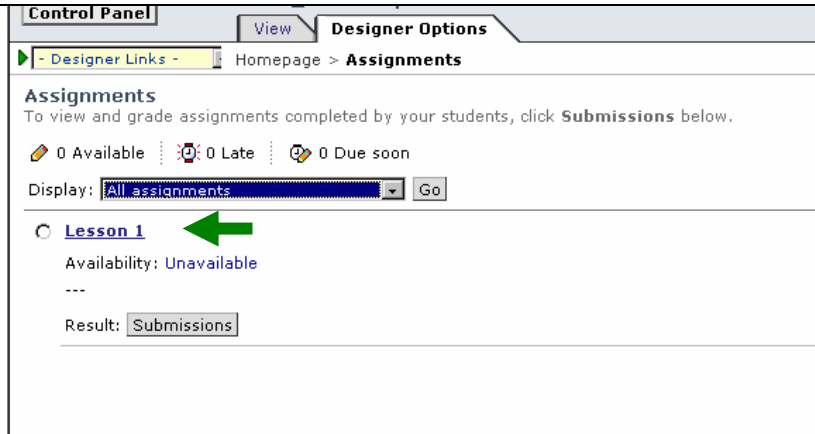 Control Panel
View Designer Options
- Designer Links - Homepage > Assignments
Assignments
To view and grade assignments completed by your students, click Submissions below.
0 Available 0 Late 0 Due soon
Display: All assignments Go
Lesson 1
Availability: Unavailable
---
Result: Submissions